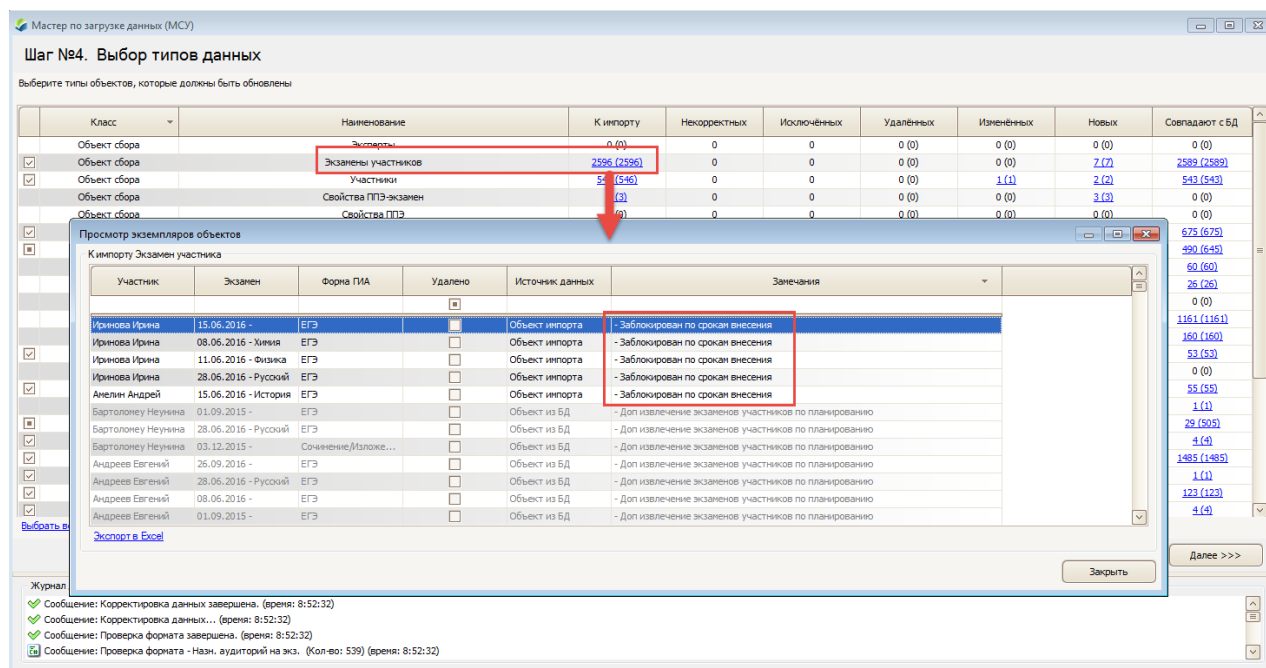 Мастер по загрузке данных (МСУ)
Шаг №4. Выбор типов данных
Выберите типы объектов, которые должны быть обновлены
Класс Наименование К импорту Некорректных Исключённых Удалённых Изменённых Новых Совпадают с БД
Объект сбора Эксперты 0 (0) 0 0 0 (0) 0 (0) 0 (0) 0 (0)
Объект сбора Экзамены участников 2596 (2596) 0 0 0 (0) 0 (0) 7 (7) 2589 (2589)
Объект сбора Участники (546) 0 0 0 (0) 1 (1) 2 (2) 543 (543)
Объект сбора Свойства ППЭ-экзамен (3) 0 0 0 (0) 0 (0) 3 (3) 0 (0)
Объект сбора Свойства ППЭ 0 0 0 (0) 0 (0) 0 (0) 0 (0)
675 (675)
490 (645)
60 (60)
26 (26)
0 (0)
1161 (1161)
160 (160)
53 (53)
0 (0)
55 (55)
1 (1)
29 (505)
4 (4)
1485 (1485)
1 (1)
123 (123)
4 (4)
Просмотр экземпляров объектов
К импорту Экзамен участника
Участник Экзамен Форма ГИА Удалено Источник данных Замечания
Иринова Ирина 15.06.2016 - ЕГЭ Объект импорта - Заблокирован по срокам внесения
Иринова Ирина 08.06.2016 - Химия ЕГЭ Объект импорта - Заблокирован по срокам внесения
Иринова Ирина 11.06.2016 - Физика ЕГЭ Объект импорта - Заблокирован по срокам внесения
Иринова Ирина 28.06.2016 - Русский ЕГЭ Объект импорта - Заблокирован по срокам внесения
Амелин Андрей 15.06.2016 - История ЕГЭ Объект импорта - Заблокирован по срокам внесения
Бартоломеу Неунина 01.09.2015 - ЕГЭ Объект из БД - Доп извлечение экзаменов участников по планированию
Бартоломеу Неунина 28.06.2016 - Русский ЕГЭ Объект из БД - Доп извлечение экзаменов участников по планированию
Бартоломеу Неунина 03.12.2015 - Сочинение/Изложе... Объект из БД - Доп извлечение экзаменов участников по планированию
Андреев Евгений 26.09.2016 - ЕГЭ Объект из БД - Доп извлечение экзаменов участников по планированию
Андреев Евгений 28.06.2016 - Русский ЕГЭ Объект из БД - Доп извлечение экзаменов участников по планированию
Андреев Евгений 08.06.2016 - ЕГЭ Объект из БД - Доп извлечение экзаменов участников по планированию
Андреев Евгений 01.09.2015 - ЕГЭ Объект из БД - Доп извлечение экзаменов участников по планированию
Экспорт в Excel
Закрыть
Выбрать
Далее >>>
Журнал
Сообщение: Корректировка данных завершена. (время: 8:52:32)
Сообщение: Корректировка данных... (время: 8:52:32)
Сообщение: Проверка формата завершена. (время: 8:52:32)
Сообщение: Проверка формата - Назн. аудиторий на экз. (Кол-во: 539) (время: 8:52:32)